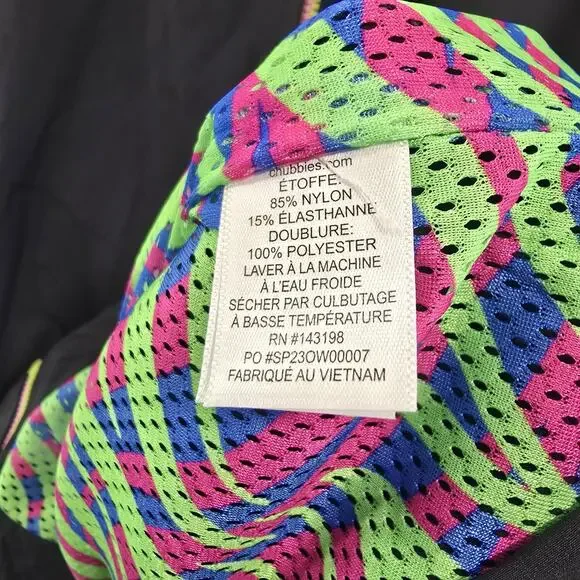 chubbies.com
ÉTOFFE:
85% NYLON
15% ÉLASTHANNE
DOUBLURE:
100% POLYESTER
LAVER À LA MACHINE
À L'EAU FROIDE
SÉCHER PAR CULBUTAGE
À BASSE TEMPÉRATURE
RN #143198
PO #SP23OW00007
FABRIQUÉ AU VIETNAM